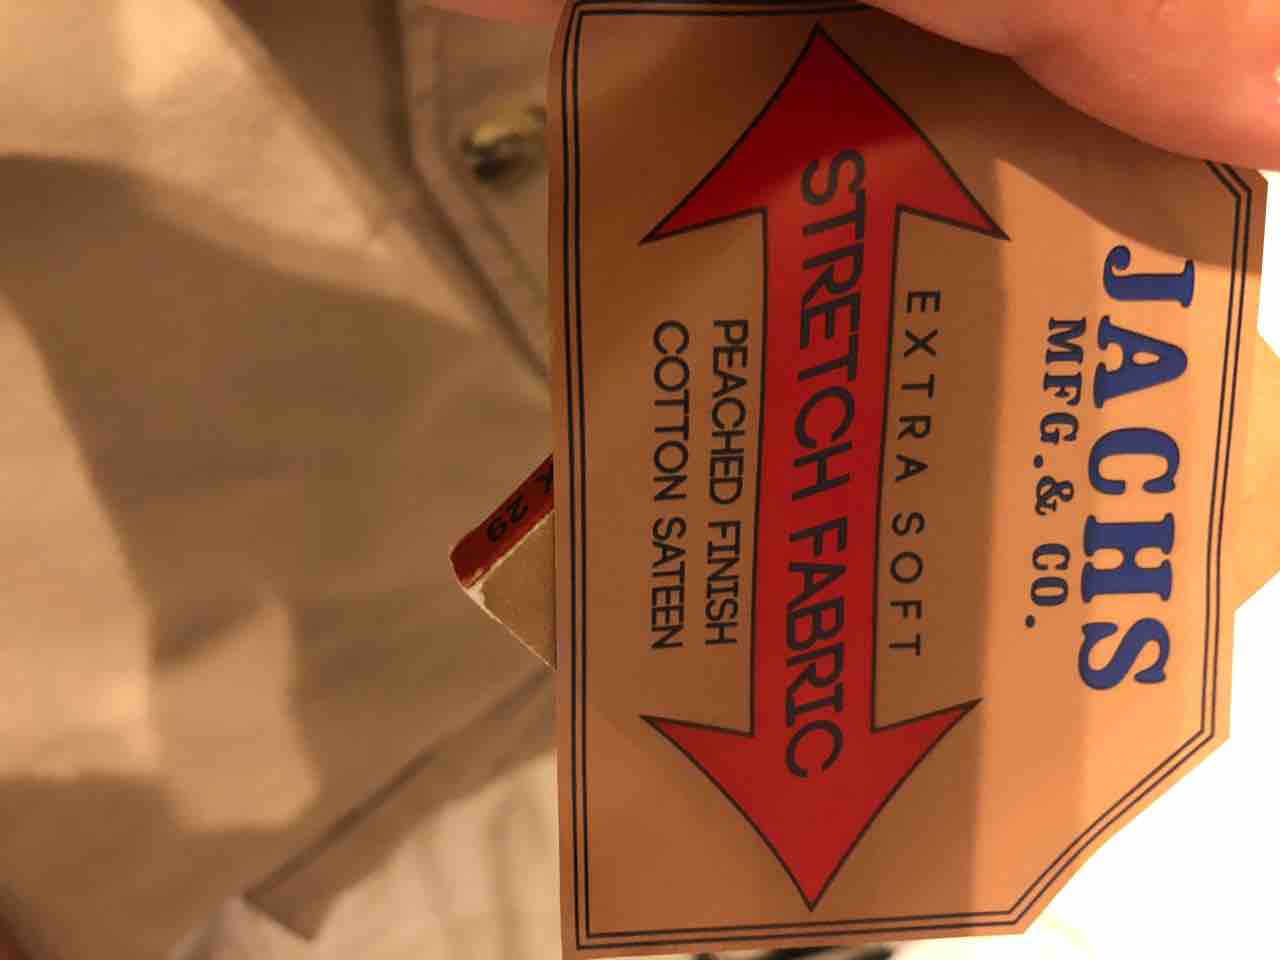 JACHS
MFG. & CO.
EXTRA SOFT
STRETCH FABRIC
PEACHED FINISH
COTTON SATEEN
29